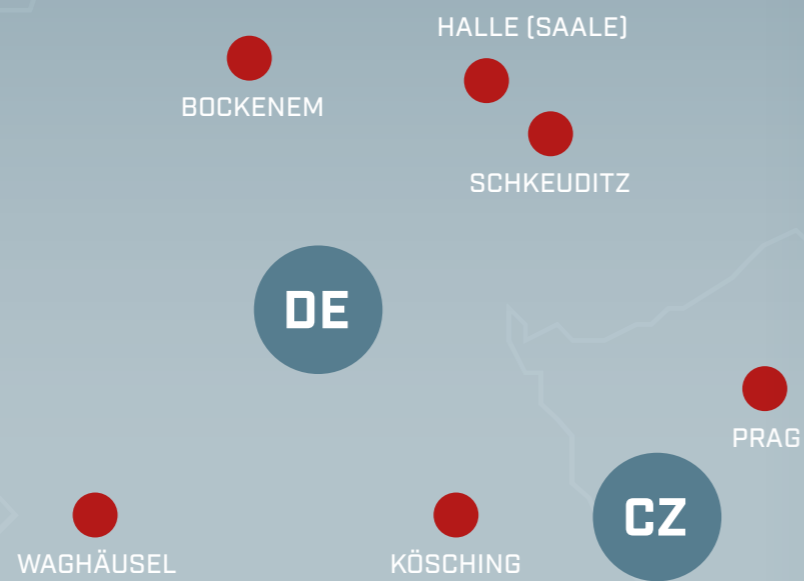 HALLE (SAALE)
BOCKENEM
SCHKEUDITZ
DE
PRAG
CZ
WAGHÄUSEL
KÖSCHING